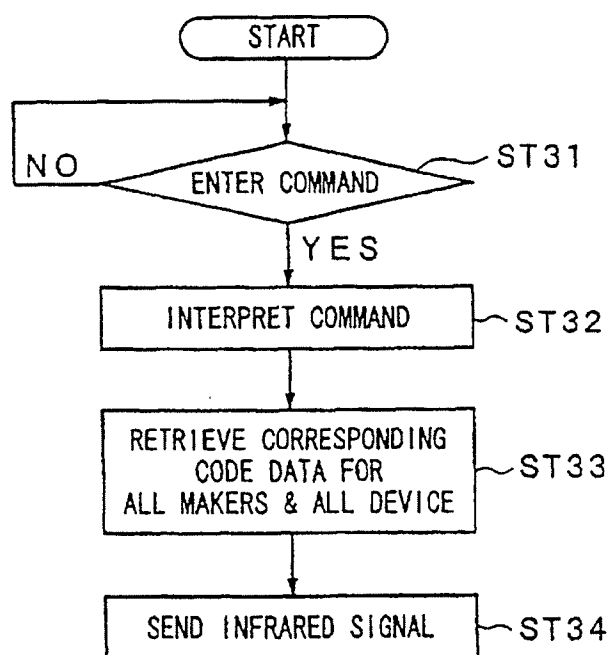 START
NO
ENTER COMMAND
ST31
YES
INTERPRET COMMAND
ST32
RETRIEVE CORRESPONDING
CODE DATA FOR
ALL MAKERS & ALL DEVICE
ST33
SEND INFRARED SIGNAL
ST34